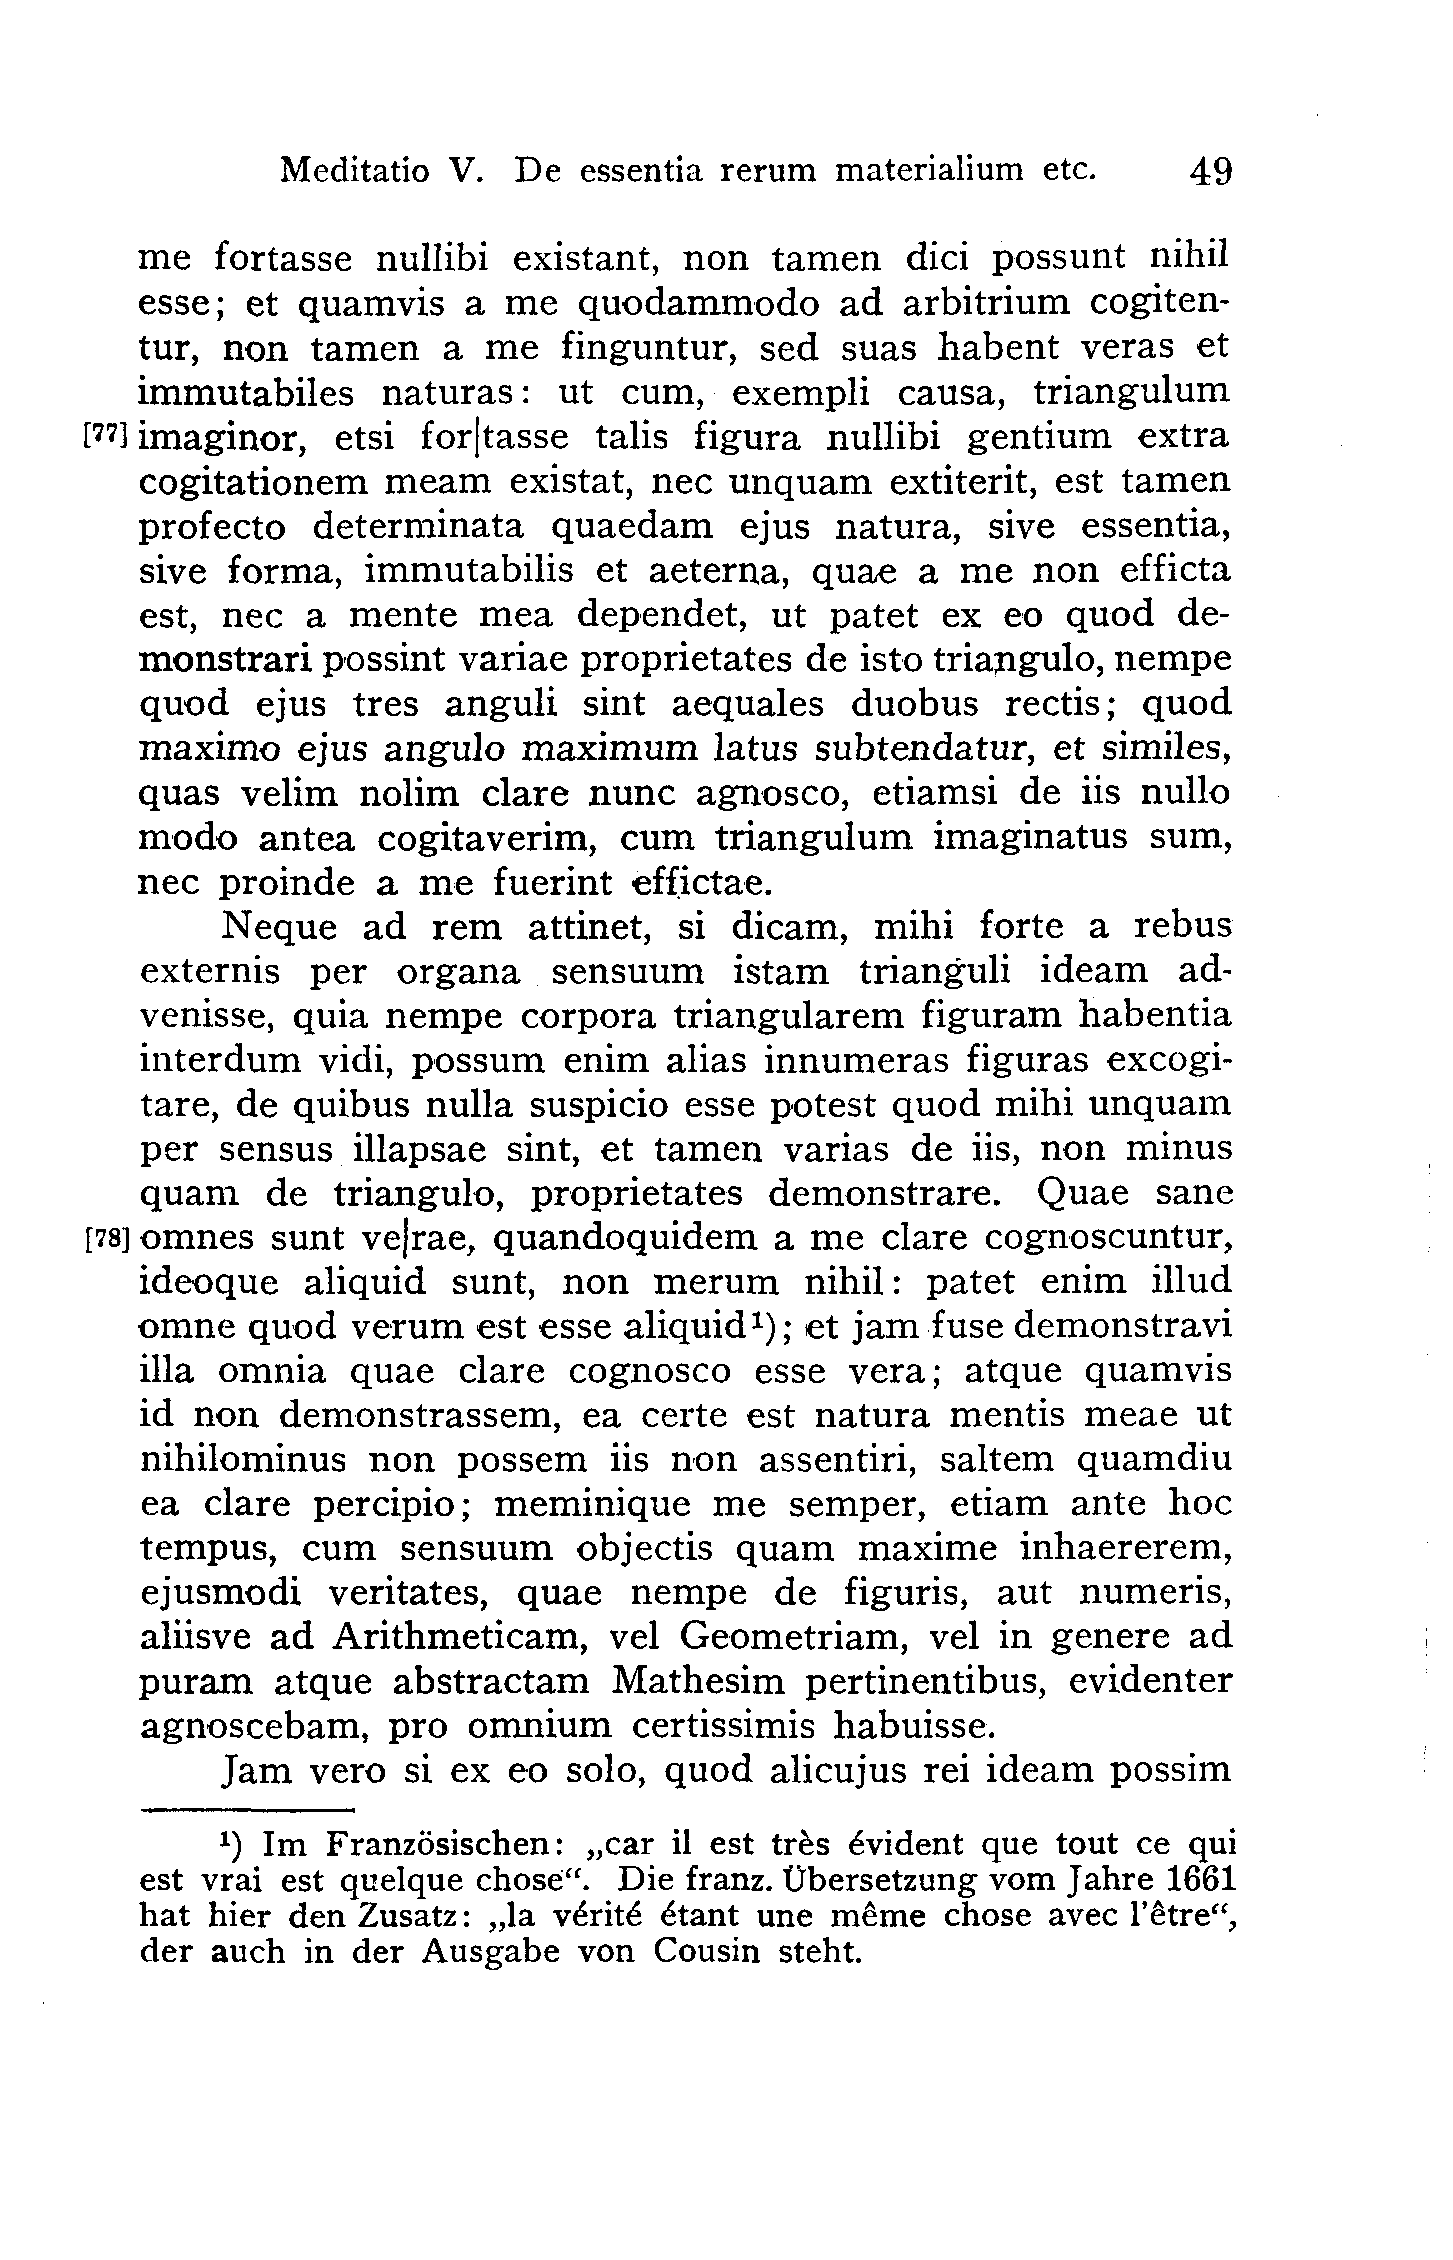 Meditatio V. De essentia rerum materialium etc. 49
me fortasse nullibi existant, non tamen dici possunt nihil
esse; et quamvis a me quodammodo ad arbitrium cogiten-
tur, non tamen a me finguntur, sed suas habent veras et
immutabiles naturas: ut cum, exempli causa, triangulum
[77] imaginor, etsi for|tasse talis figura nullibi gentium extra
cogitationem meam existat, nec unquam extiterit, est tamen
profecto determinata quaedam ejus natura, sive essentia,
sive forma, immutabilis et aeterna, quae a me non efficta
est, nec a mente mea dependet, ut patet ex eo quod de-
monstrari possint variae proprietates de isto triangulo, nempe
quod ejus tres anguli sint aequales duobus rectis; quod
maximo ejus angulo maximum latus subtendatur, et similes,
quas velim nolim clare nunc agnosco, etiamsi de iis nullo
modo antea cogitaverim, cum triangulum imaginatus sum,
nec proinde a me fuerint effictae.
Neque ad rem attinet, si dicam, mihi forte a rebus
externis per organa sensuum istam trianguli ideam ad-
venisse, quia nempe corpora triangularem figuram habentia
interdum vidi, possum enim alias innumeras figuras excogi-
tare, de quibus nulla suspicio esse potest quod mihi unquam
per sensus illapsae sint, et tamen varias de iis, non minus
quam de triangulo, proprietates demonstrare. Quae sane
[78] omnes sunt ve|rae, quandoquidem a me clare cognoscuntur,
ideoque aliquid sunt, non merum nihil: patet enim illud
omne quod verum est esse aliquid¹); et jam fuse demonstravi
illa omnia quae clare cognosco esse vera; atque quamvis
id non demonstrassem, ea certe est natura mentis meae ut
nihilominus non possem iis non assentiri, saltem quamdiu
ea clare percipio; meminique me semper, etiam ante hoc
tempus, cum sensuum objectis quam maxime inhaererem,
ejusmodi veritates, quae nempe de figuris, aut numeris,
aliisve ad Arithmeticam, vel Geometriam, vel in genere ad
puram atque abstractam Mathesim pertinentibus, evidenter
agnoscebam, pro omnium certissimis habuisse.
Jam vero si ex eo solo, quod alicujus rei ideam possim
¹) Im Französischen: „car il est très évident que tout ce qui
est vrai est quelque chose“. Die franz. Übersetzung vom Jahre 1661
hat hier den Zusatz: „la vérité étant une même chose avec l'être“,
der auch in der Ausgabe von Cousin steht.